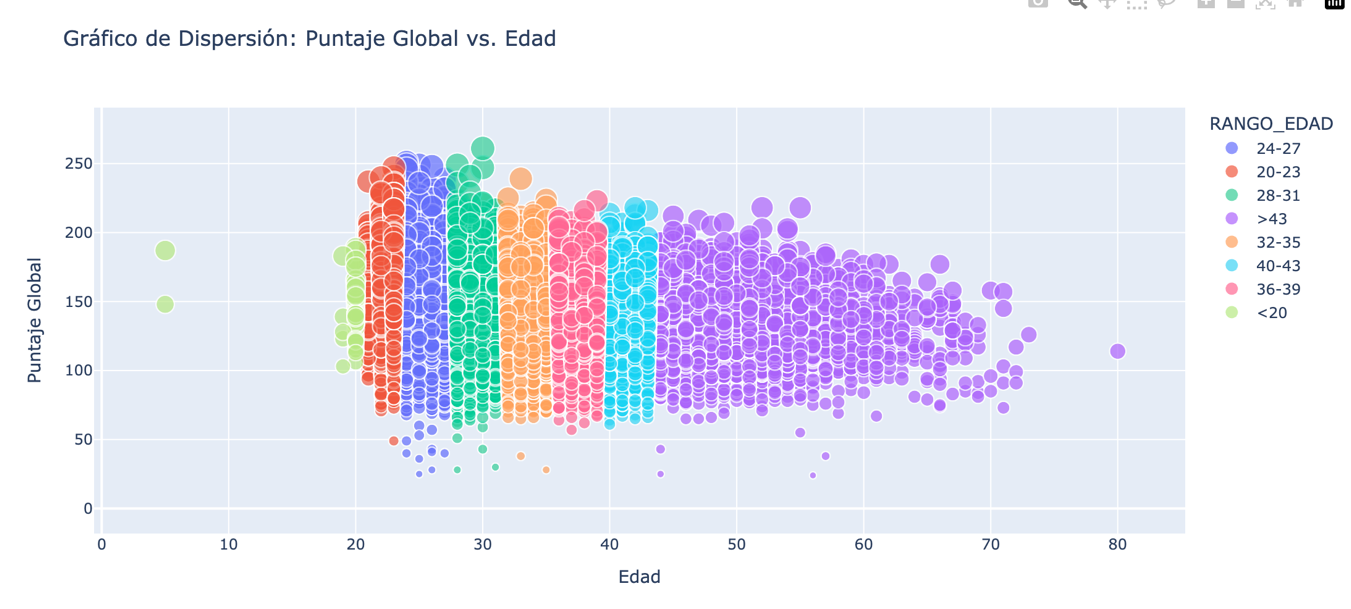 Gráfico de Dispersión: Puntaje Global vs. Edad
RANGO_EDAD
24-27
20-23
28-31
>43
32-35
40-43
36-39
<20
Puntaje Global
250
200
150
100
50
0
0 10 20 30 40 50 60 70 80
Edad